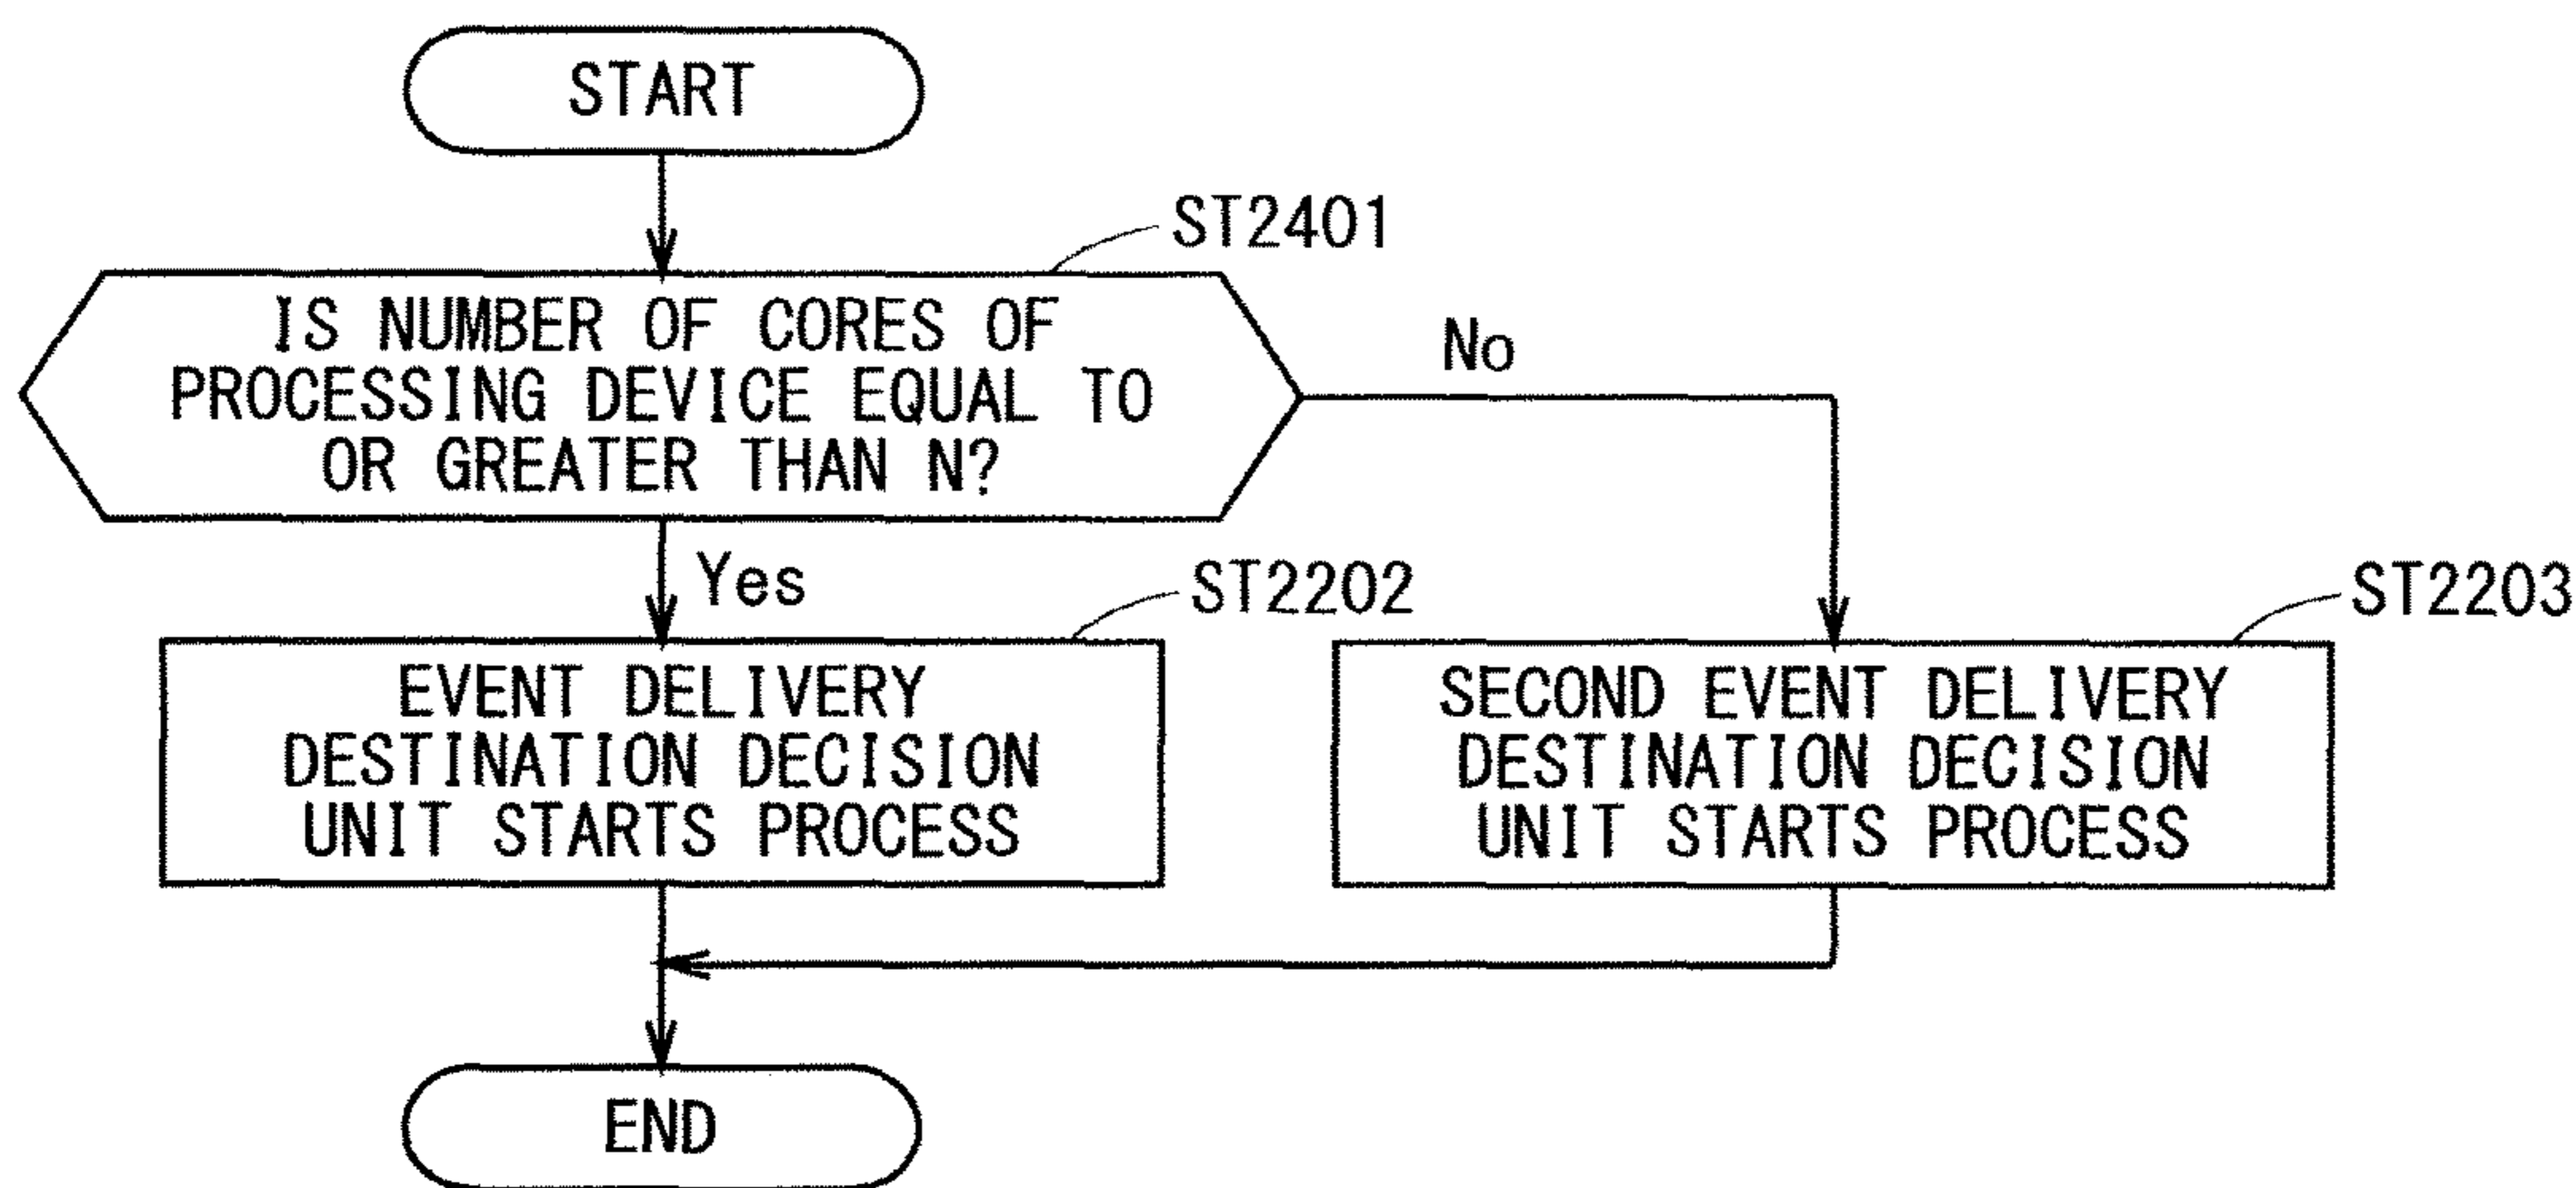 START
ST2401
IS NUMBER OF CORES OF
PROCESSING DEVICE EQUAL TO
OR GREATER THAN N?
No
Yes
ST2202
EVENT DELIVERY
DESTINATION DECISION
UNIT STARTS PROCESS
ST2203
SECOND EVENT DELIVERY
DESTINATION DECISION
UNIT STARTS PROCESS
END